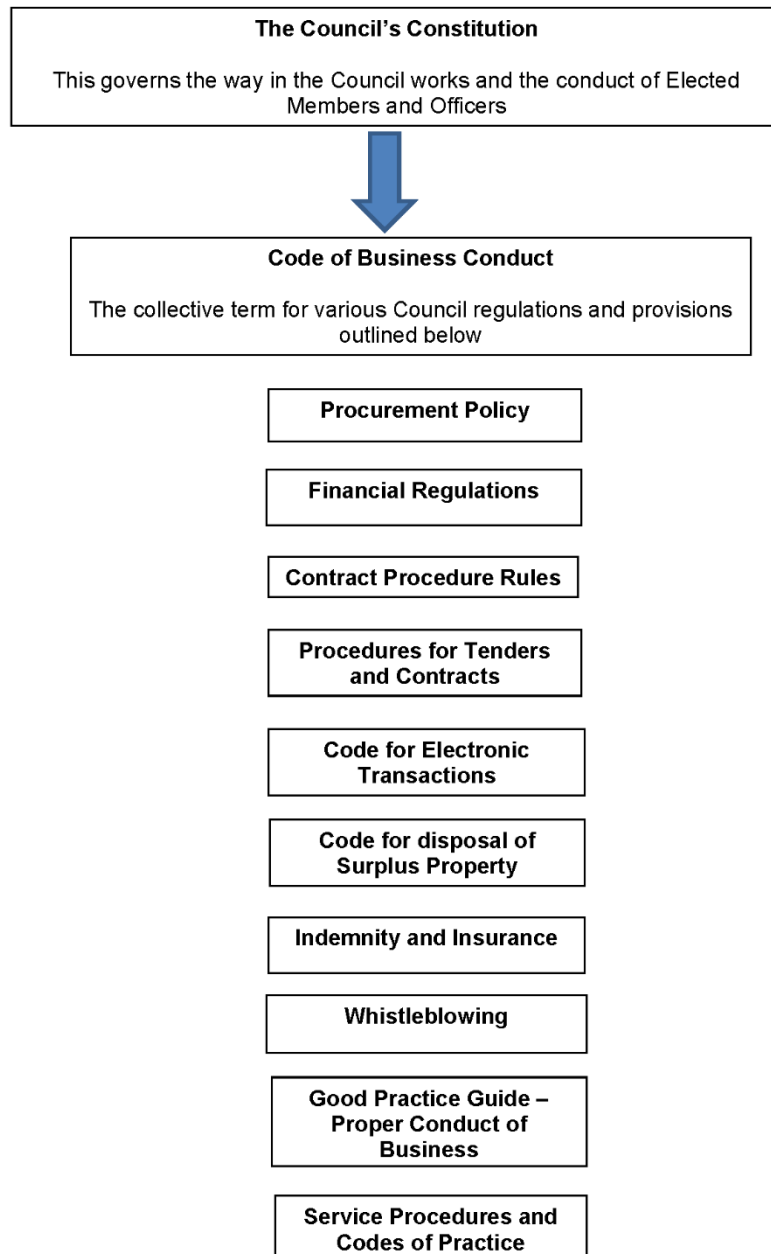 The Council's Constitution
This governs the way in the Council works and the conduct of Elected
Members and Officers
Code of Business Conduct
The collective term for various Council regulations and provisions
outlined below
Procurement Policy
Financial Regulations
Contract Procedure Rules
Procedures for Tenders
and Contracts
Code for Electronic
Transactions
Code for disposal of
Surplus Property
Indemnity and Insurance
Whistleblowing
Good Practice Guide –
Proper Conduct of
Business
Service Procedures and
Codes of Practice